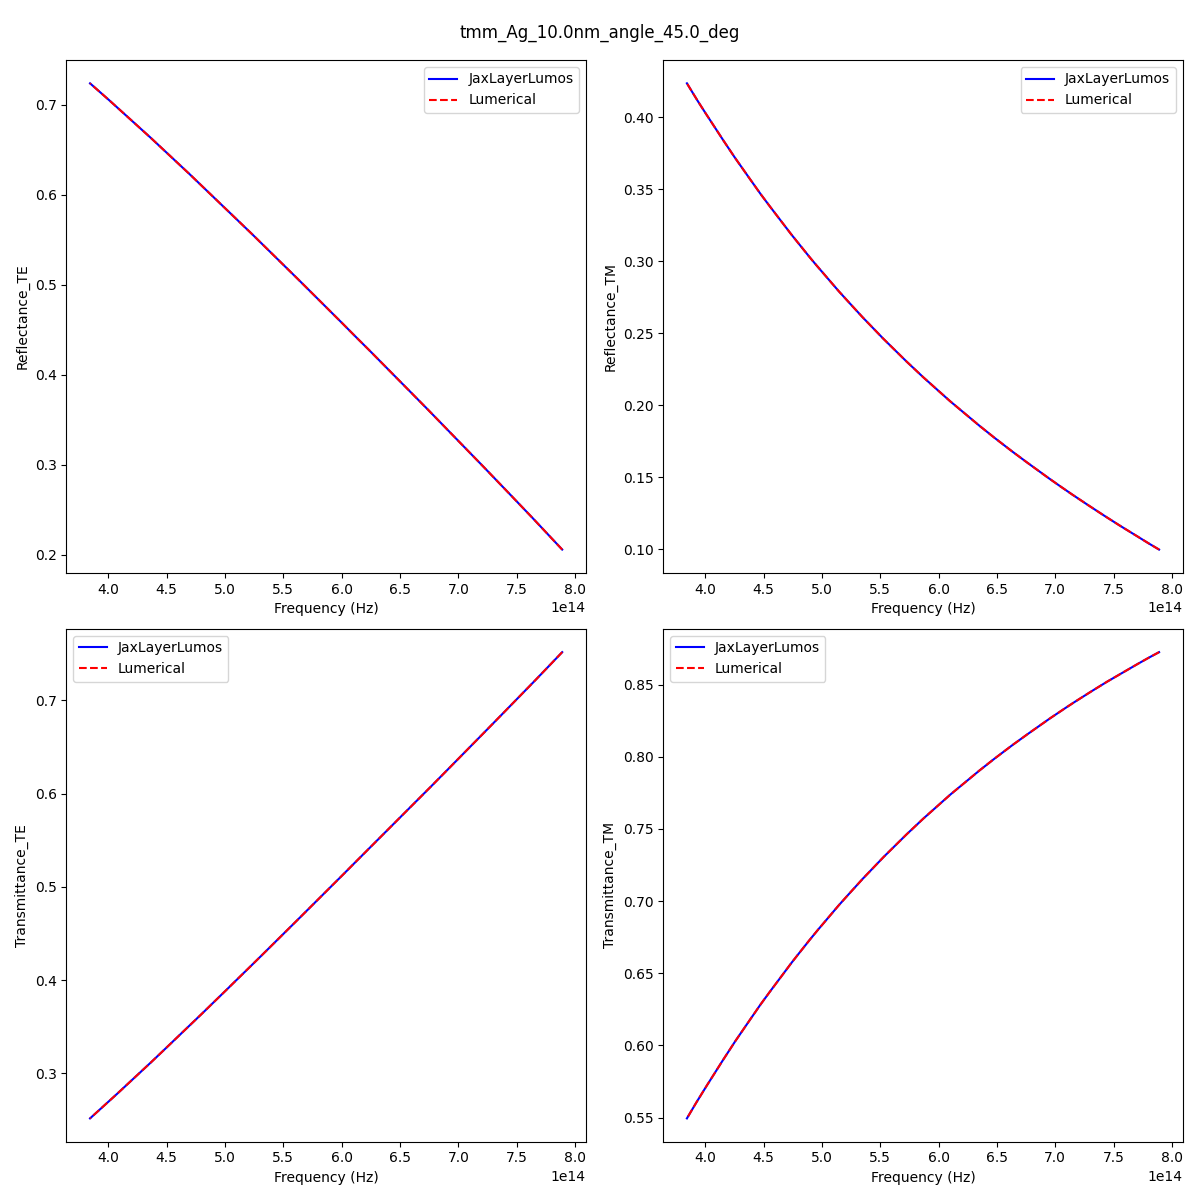 tmm_Ag_10.0nm_angle_45.0_deg
JaxLayerLumos
Lumerical
Reflectance_TE
0.7
0.6
0.5
0.4
0.3
0.2
4.0 4.5 5.0 5.5 6.0 6.5 7.0 7.5 8.0
Frequency (Hz)
1e14
JaxLayerLumos
Lumerical
Reflectance_TM
0.40
0.35
0.30
0.25
0.20
0.15
0.10
4.0 4.5 5.0 5.5 6.0 6.5 7.0 7.5 8.0
Frequency (Hz)
1e14
JaxLayerLumos
Lumerical
Transmittance_TE
0.7
0.6
0.5
0.4
0.3
4.0 4.5 5.0 5.5 6.0 6.5 7.0 7.5 8.0
Frequency (Hz)
1e14
JaxLayerLumos
Lumerical
Transmittance_TM
0.85
0.80
0.75
0.70
0.65
0.60
0.55
4.0 4.5 5.0 5.5 6.0 6.5 7.0 7.5 8.0
Frequency (Hz)
1e14